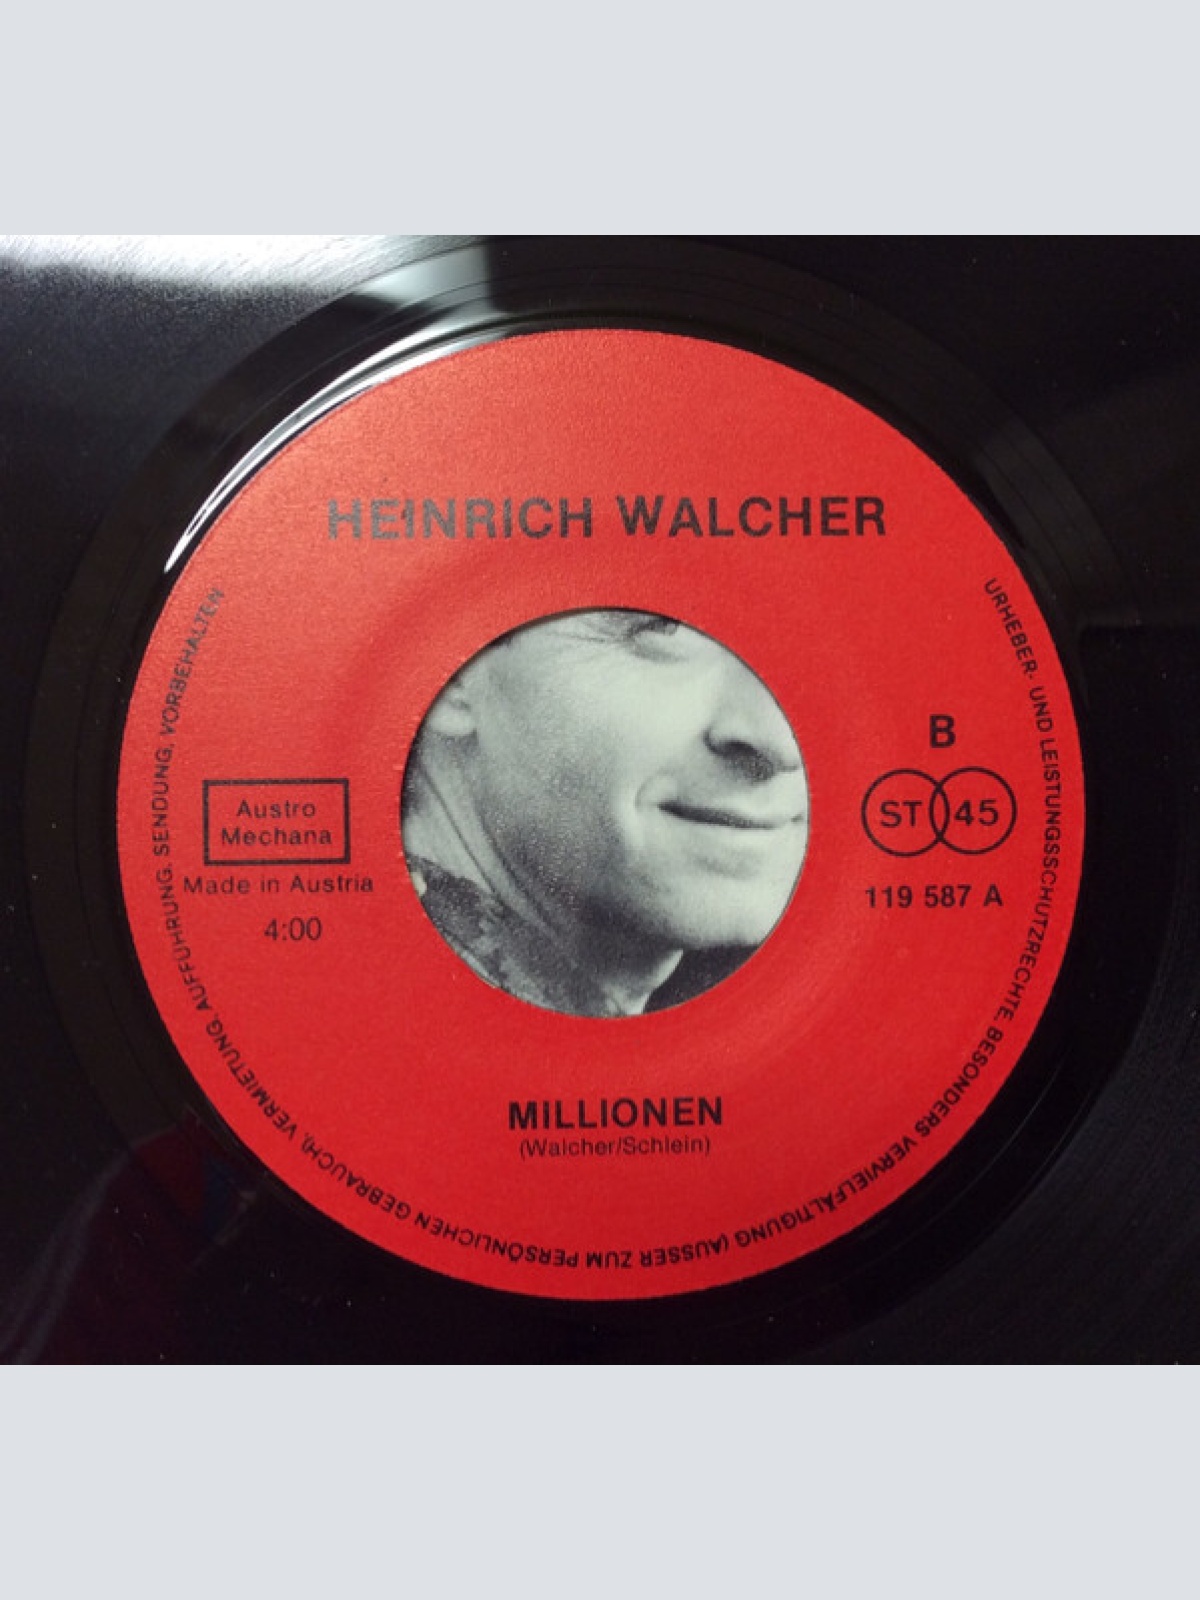 HEINRICH WALCHER
URHEBER- UND LEISTUNGSSCHUTZRECHTE, BESONDERS VERVIELFÄLTIGUNG (AUSSER ZUM PERSÖNLICHEN GEBRAUCH), VERMIETUNG, AUFFÜHRUNG, SENDUNG, VORBEHALTEN
Austro
Mechana
Made in Austria
4:00
B
ST 45
119 587 A
MILLIONEN
(Walcher/Schlein)